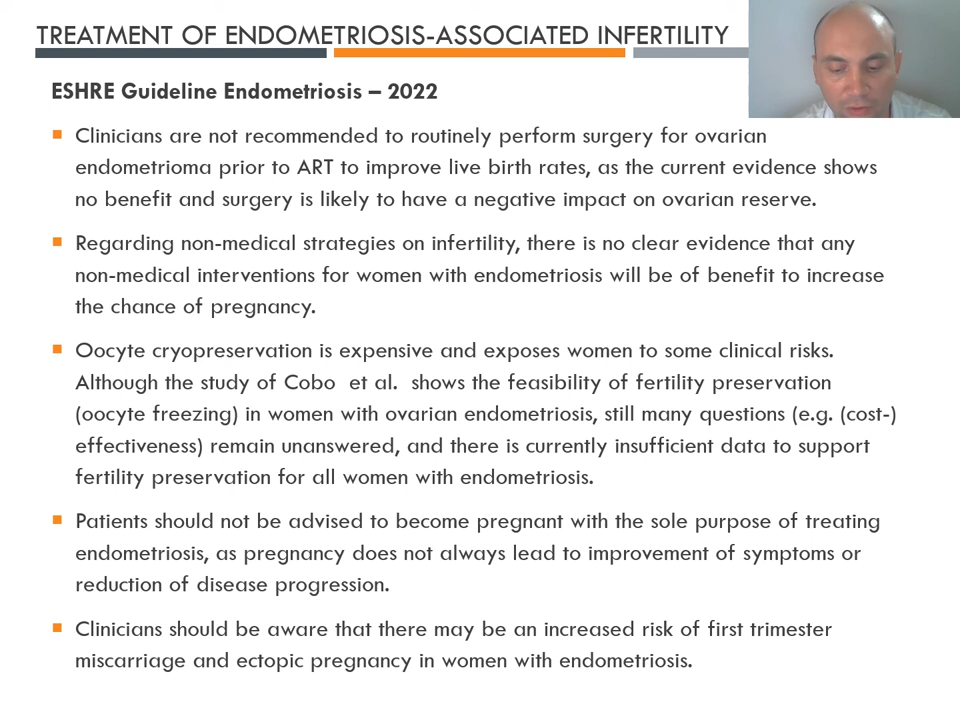 TREATMENT OF ENDOMETRIOSIS-ASSOCIATED INFERTILITY
ESHRE Guideline Endometriosis – 2022
Clinicians are not recommended to routinely perform surgery for ovarian
endometrioma prior to ART to improve live birth rates, as the current evidence shows
no benefit and surgery is likely to have a negative impact on ovarian reserve.
Regarding non-medical strategies on infertility, there is no clear evidence that any
non-medical interventions for women with endometriosis will be of benefit to increase
the chance of pregnancy.
Oocyte cryopreservation is expensive and exposes women to some clinical risks.
Although the study of Cobo et al. shows the feasibility of fertility preservation
(oocyte freezing) in women with ovarian endometriosis, still many questions (e.g. (cost-)
effectiveness) remain unanswered, and there is currently insufficient data to support
fertility preservation for all women with endometriosis.
Patients should not be advised to become pregnant with the sole purpose of treating
endometriosis, as pregnancy does not always lead to improvement of symptoms or
reduction of disease progression.
Clinicians should be aware that there may be an increased risk of first trimester
miscarriage and ectopic pregnancy in women with endometriosis.